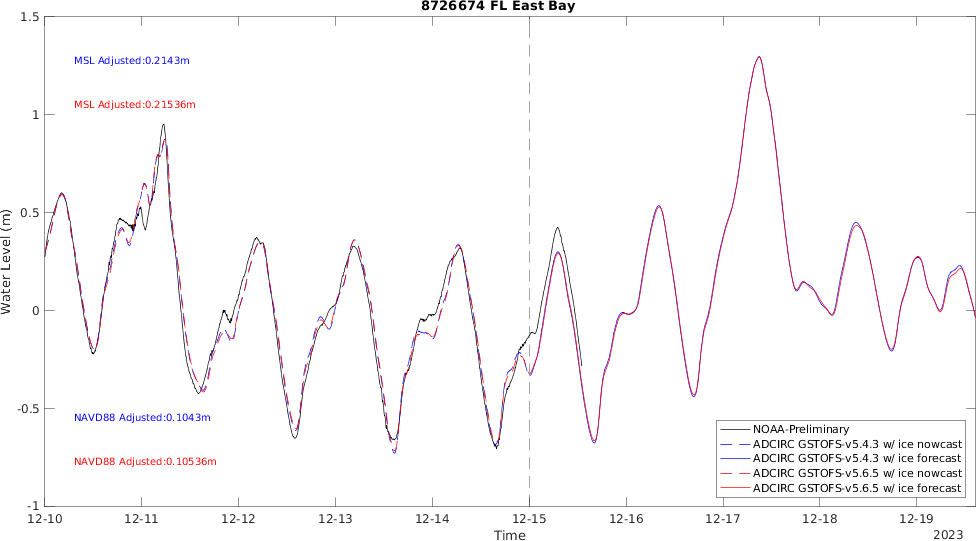 8726674 FL East Bay
1.5
1
0.5
0
-0.5
-1
Water Level (m)
MSL Adjusted:0.2143m
MSL Adjusted:0.21536m
NAVD88 Adjusted:0.1043m
NAVD88 Adjusted:0.10536m
NOAA-Preliminary
ADCIRC GSTOFS-v5.4.3 w/ ice nowcast
ADCIRC GSTOFS-v5.4.3 w/ ice forecast
ADCIRC GSTOFS-v5.6.5 w/ ice nowcast
ADCIRC GSTOFS-v5.6.5 w/ ice forecast
12-10 12-11 12-12 12-13 12-14 12-15 12-16 12-17 12-18 12-19
Time
2023